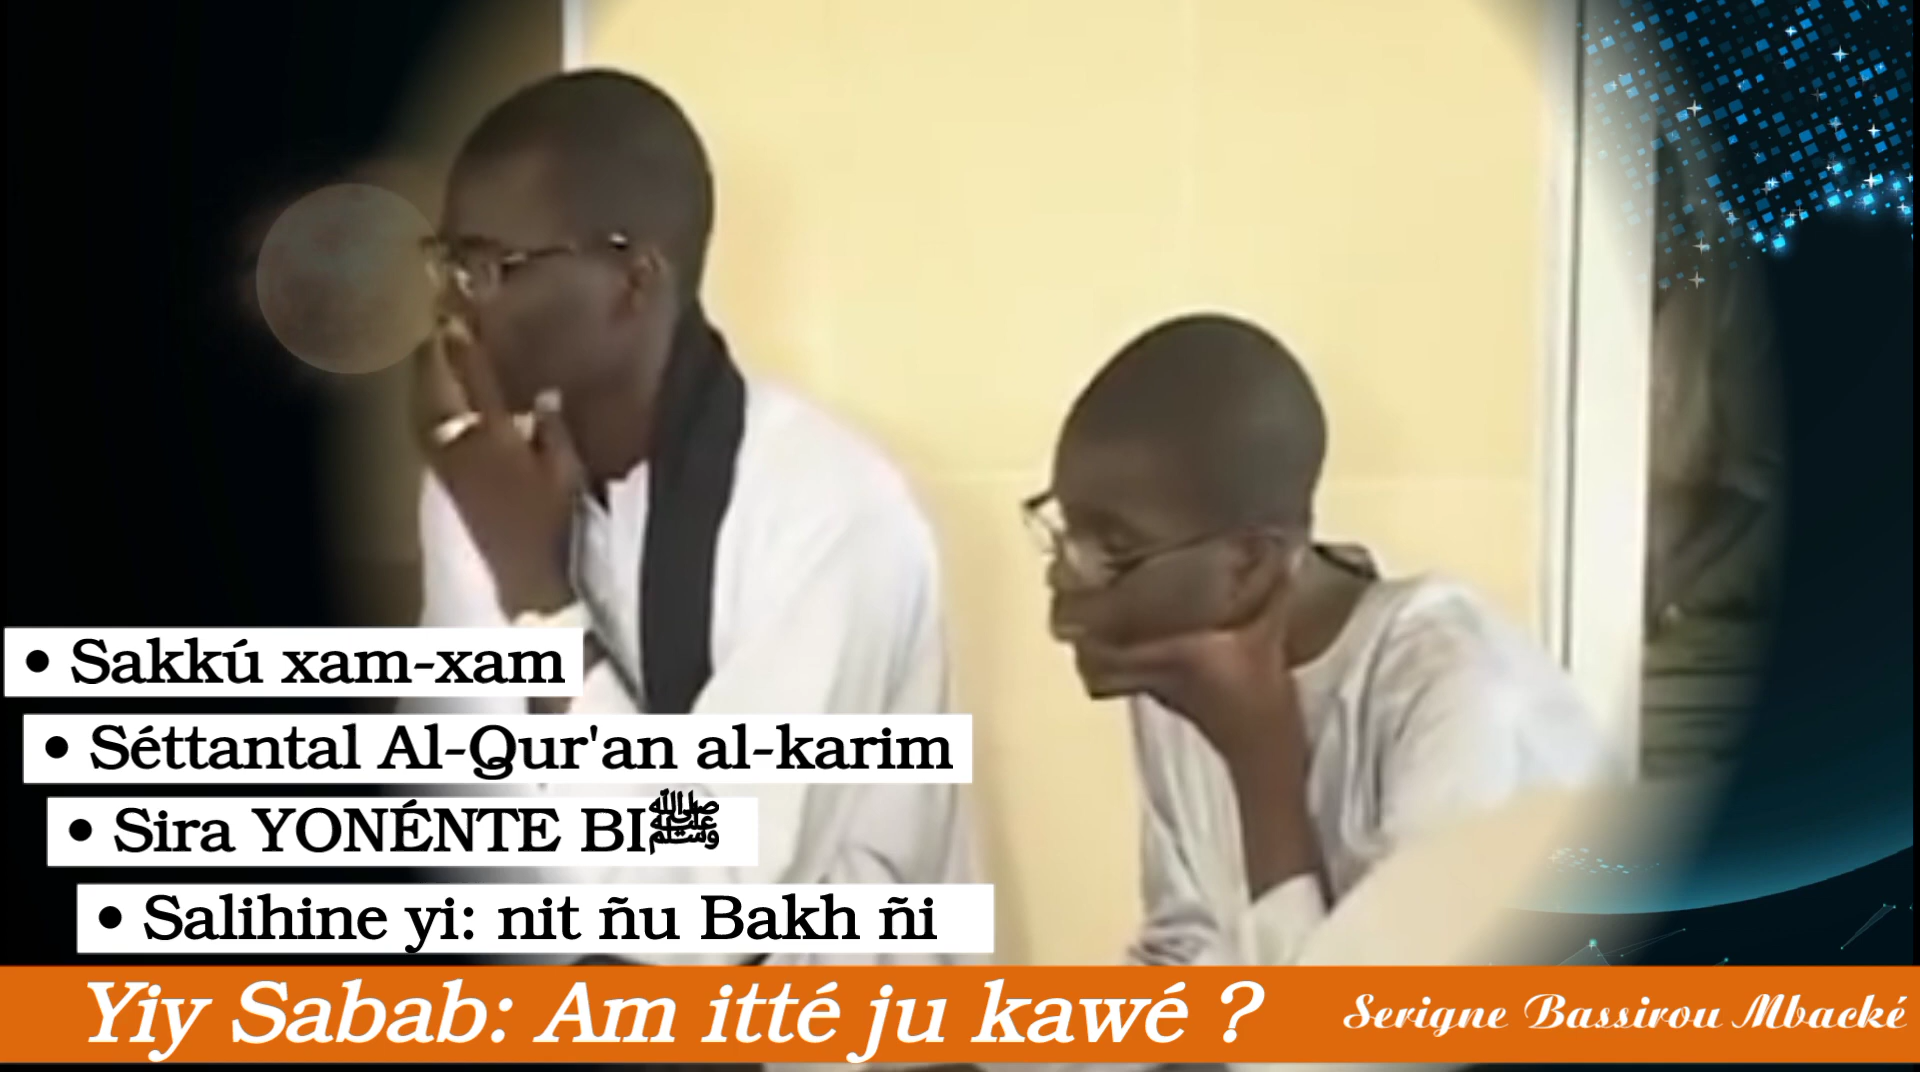 • Sakkú xam-xam
• Séttantal Al-Qur'an al-karim
• Sira YONÉNTE BIﷺ
• Salihine yi: nit ñu Bakh ñi
Yiy Sabab: Am itté ju kawé ?
Serigne Bassirou Mbacké